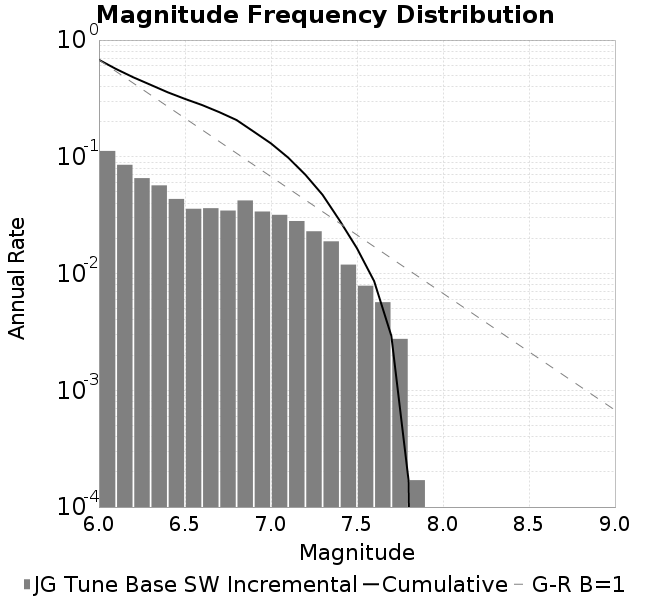 Magnitude Frequency Distribution
10^0
10^-1
10^-2
10^-3
10^-4
Annual Rate
6.0 6.5 7.0 7.5 8.0 8.5 9.0
Magnitude
JG Tune Base SW Incremental Cumulative G-R B=1